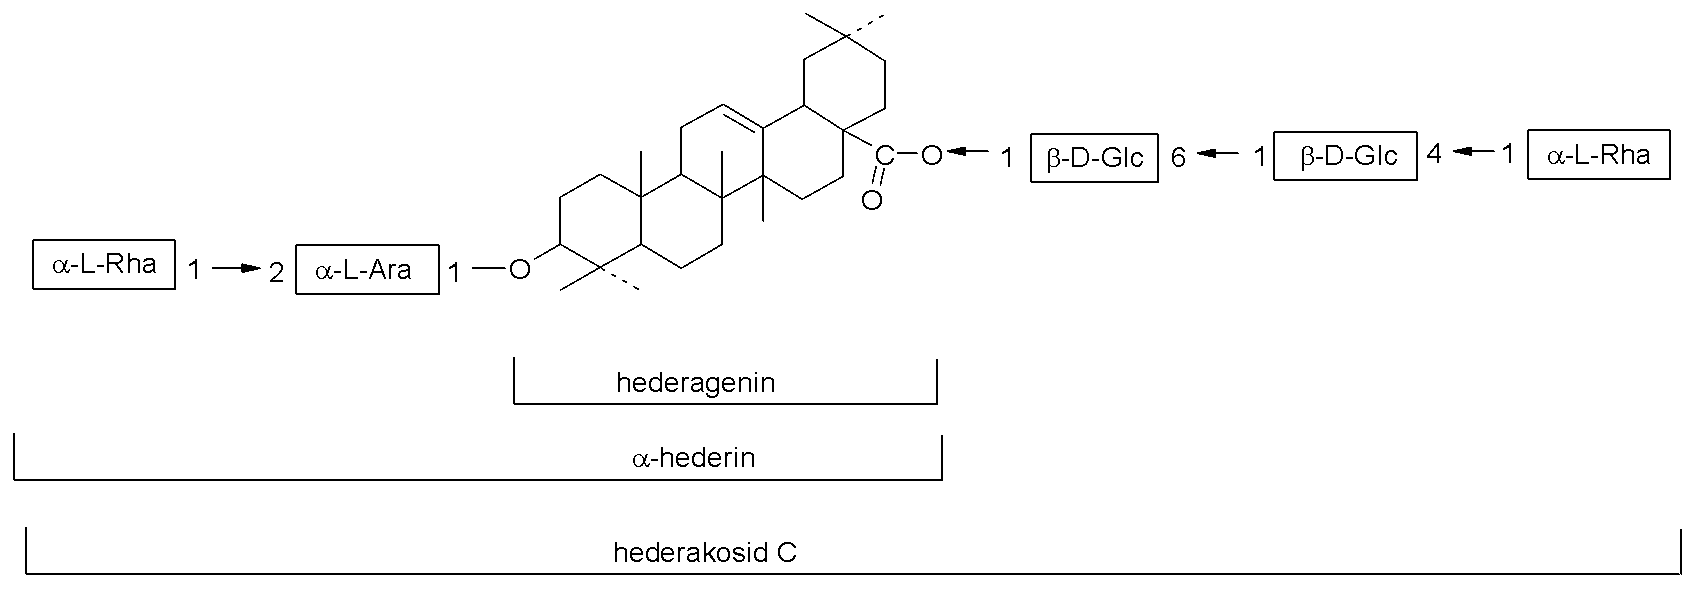 C O 1 β-D-Glc 6 1 β-D-Glc 4 1 α-L-Rha
O
α-L-Rha 1 2 α-L-Ara 1 O
hederagenin
α-hederin
hederakosid C